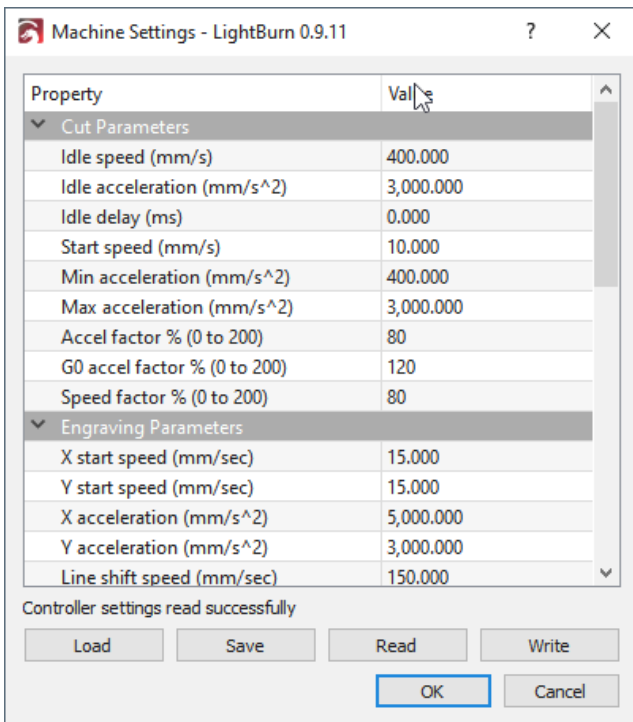 Machine Settings - LightBurn 0.9.11 ?
Property Value
Cut Parameters
Idle speed (mm/s) 400.000
Idle acceleration (mm/s^2) 3,000.000
Idle delay (ms) 0.000
Start speed (mm/s) 10.000
Min acceleration (mm/s^2) 400.000
Max acceleration (mm/s^2) 3,000.000
Accel factor % (0 to 200) 80
G0 accel factor % (0 to 200) 120
Speed factor % (0 to 200) 80
Engraving Parameters
X start speed (mm/sec) 15.000
Y start speed (mm/sec) 15.000
X acceleration (mm/s^2) 5,000.000
Y acceleration (mm/s^2) 3,000.000
Line shift speed (mm/sec) 150.000
Controller settings read successfully
Load Save Read Write
OK Cancel